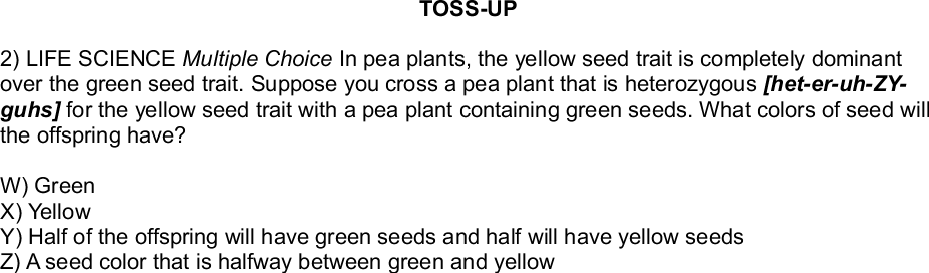 TOSS-UP
2) LIFE SCIENCE Multiple Choice In pea plants, the yellow seed trait is completely dominant
over the green seed trait. Suppose you cross a pea plant that is heterozygous [het-er-uh-ZY-
guhs] for the yellow seed trait with a pea plant containing green seeds. What colors of seed will
the offspring have?
W) Green
X) Yellow
Y) Half of the offspring will have green seeds and half will have yellow seeds
Z) A seed color that is halfway between green and yellow